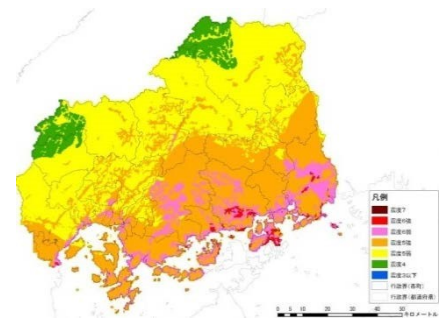 凡例
震度7
震度6強
震度6弱
震度5強
震度5弱
震度4
震度3以下
行政界(市町)
行政界(都道府県)
キロメートル